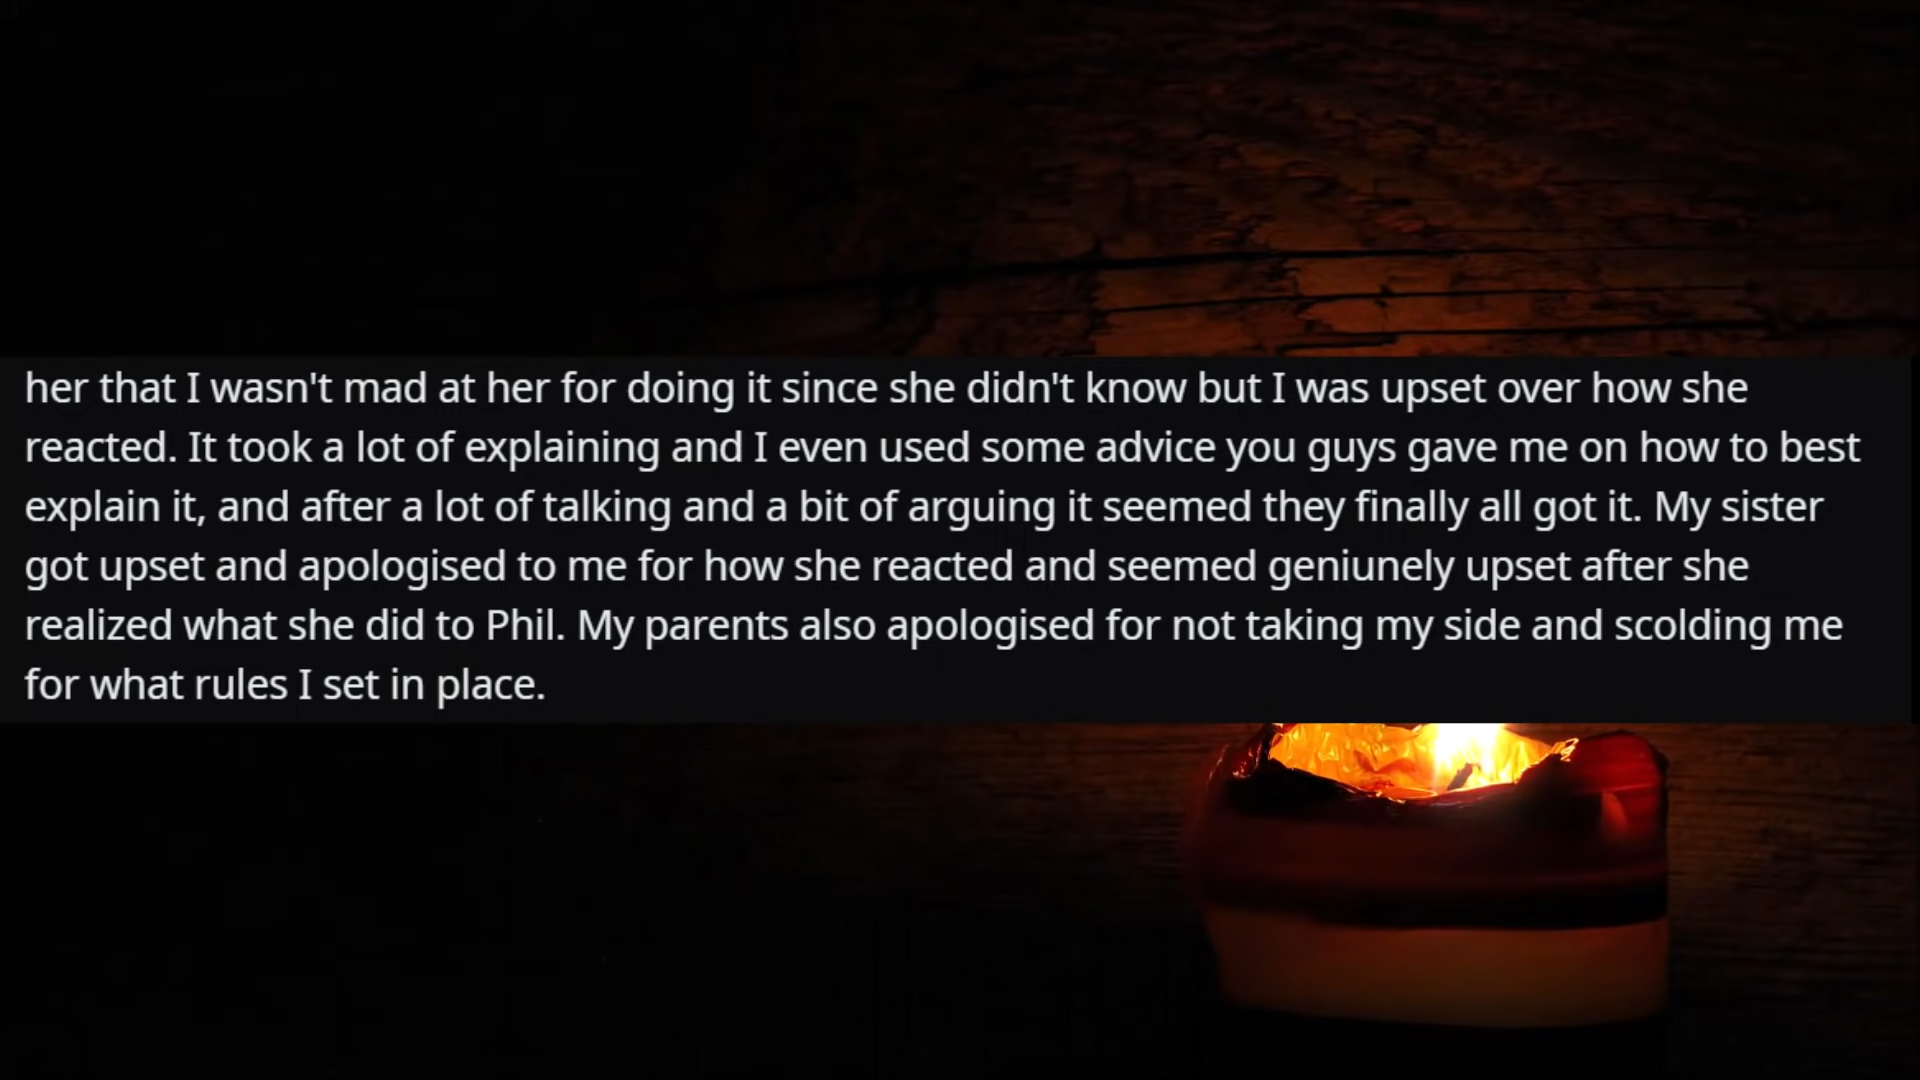 her that I wasn't mad at her for doing it since she didn't know but I was upset over how she
reacted. It took a lot of explaining and I even used some advice you guys gave me on how to best
explain it, and after a lot of talking and a bit of arguing it seemed they finally all got it. My sister
got upset and apologised to me for how she reacted and seemed geniunely upset after she
realized what she did to Phil. My parents also apologised for not taking my side and scolding me
for what rules I set in place.